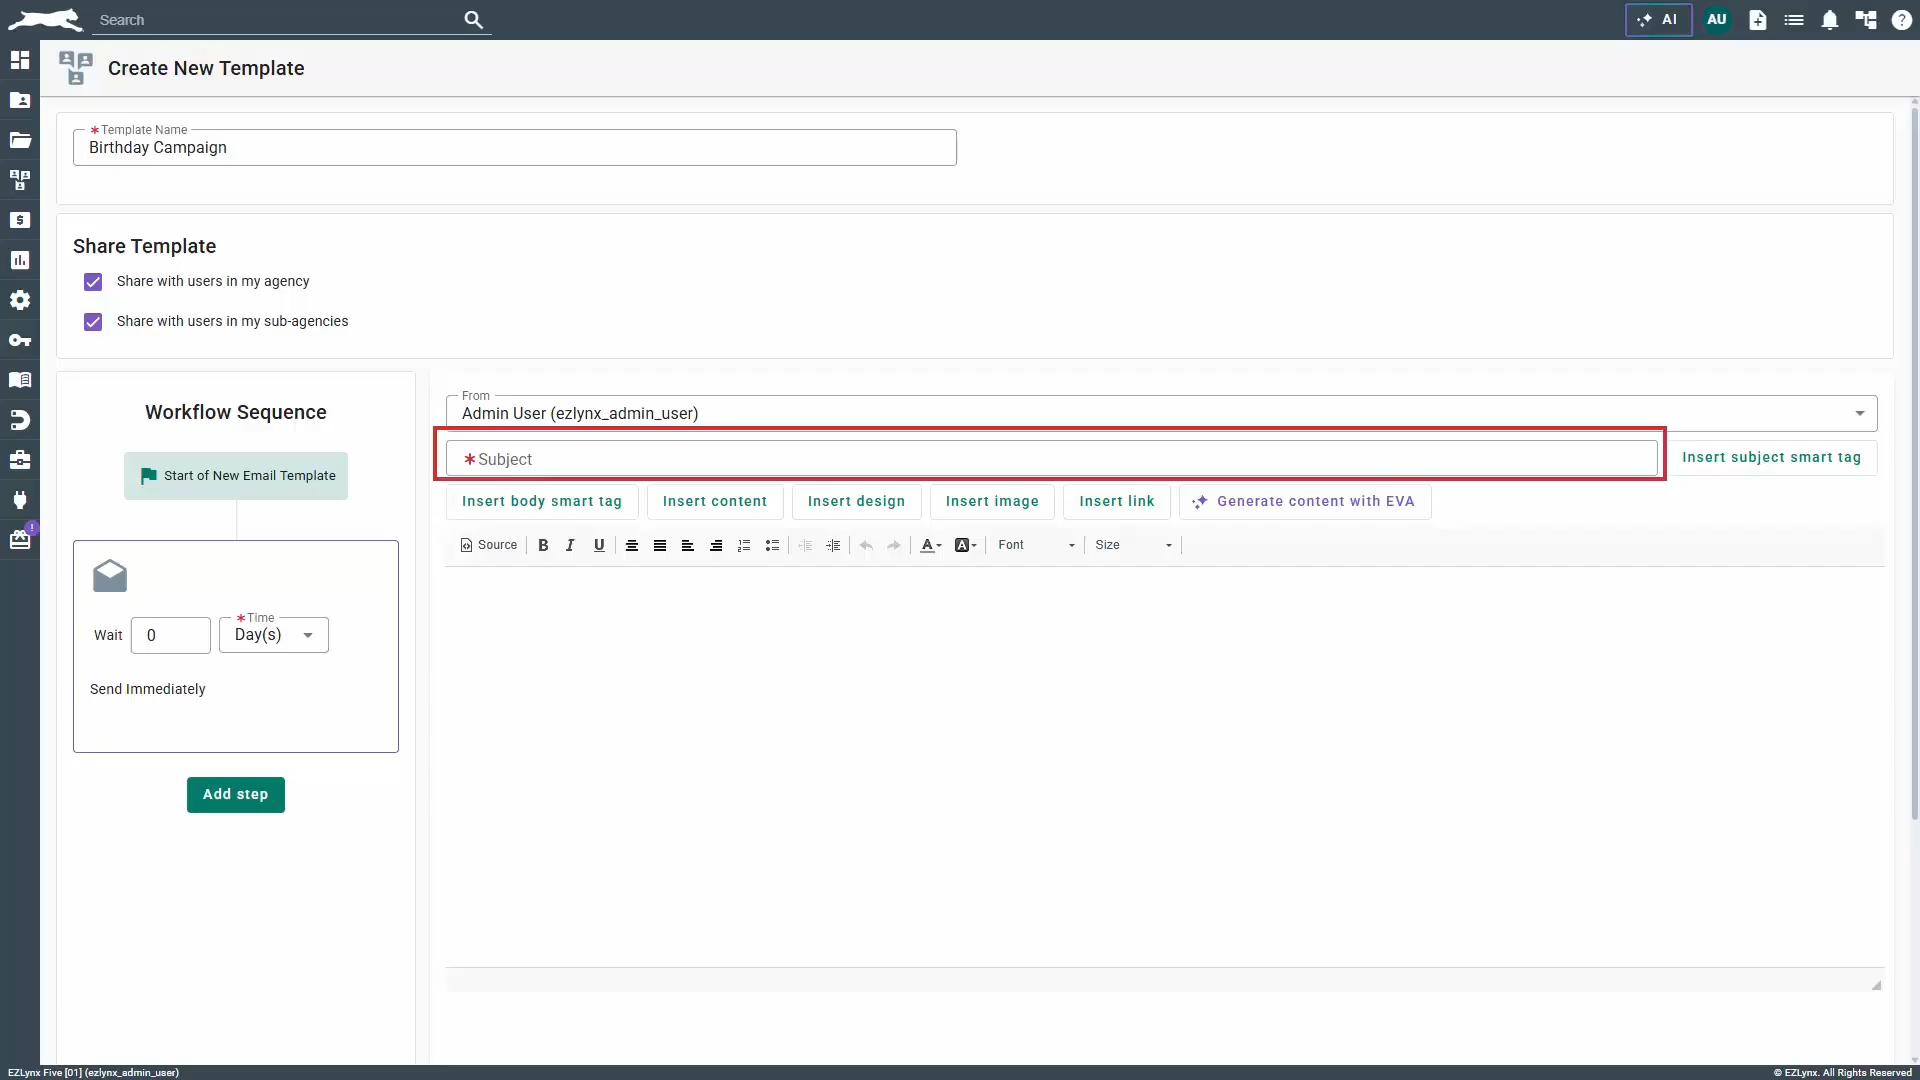 Search
AI
AU
Create New Template
*Template Name
Birthday Campaign
Share Template
Share with users in my agency
Share with users in my sub-agencies
Workflow Sequence
Start of New Email Template
Wait
0
*Time
Day(s)
Send Immediately
Add step
From
Admin User (ezlynx_admin_user)
*Subject
Insert subject smart tag
Insert body smart tag
Insert content
Insert design
Insert image
Insert link
Generate content with EVA
Source
B
I
U
A
A
Font
Size
EZLynx Five [01] (ezlynx_admin_user)
© EZLynx. All Rights Reserved